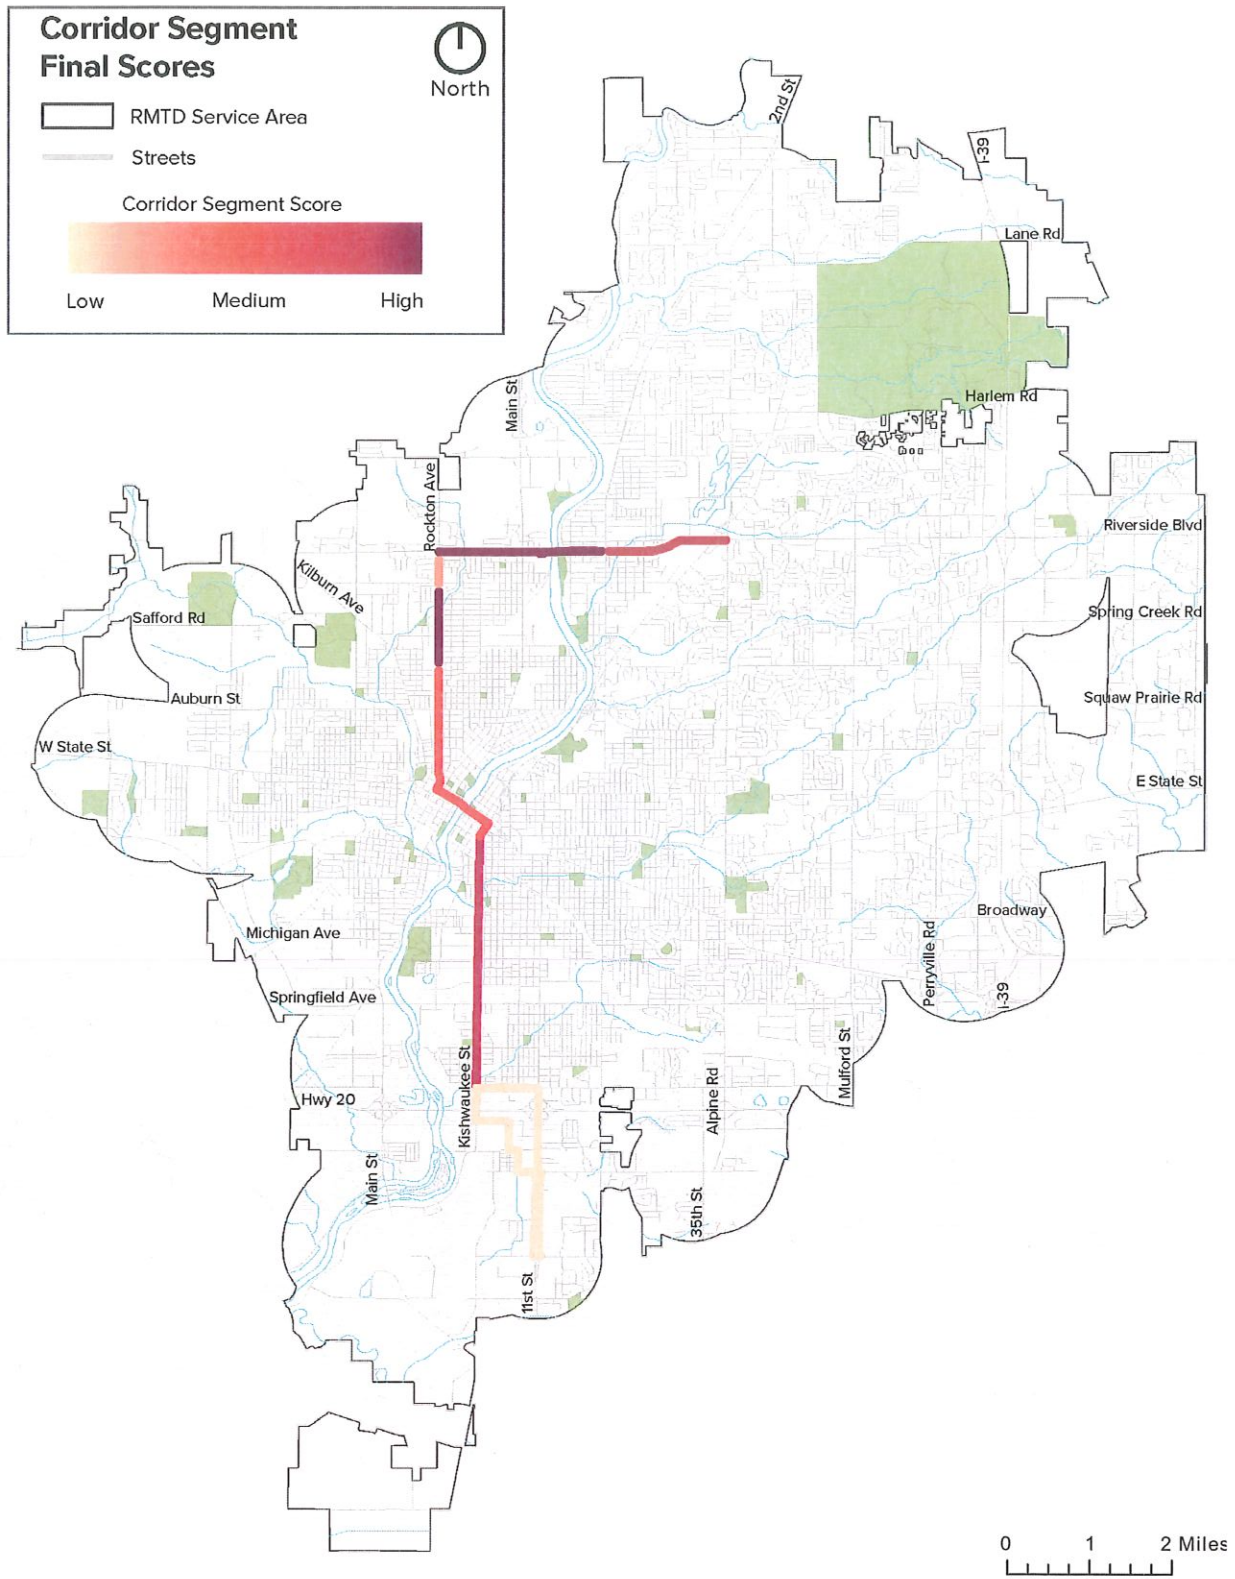 Corridor Segment
Final Scores
North
RMTD Service Area
Streets
Corridor Segment Score
Low Medium High
2nd St
I-39
Lane Rd
Harlem Rd
Main St
Rockton Ave
Riverside Blvd
Kilburn Ave
Spring Creek Rd
Safford Rd
Auburn St
Squaw Prairie Rd
W State St
E State St
Broadway
Michigan Ave
Perryville Rd
Springfield Ave
I-39
Mulford St
Kishwaukee St
Alpine Rd
Hwy 20
Main St
35th St
11st St
0 1 2 Miles